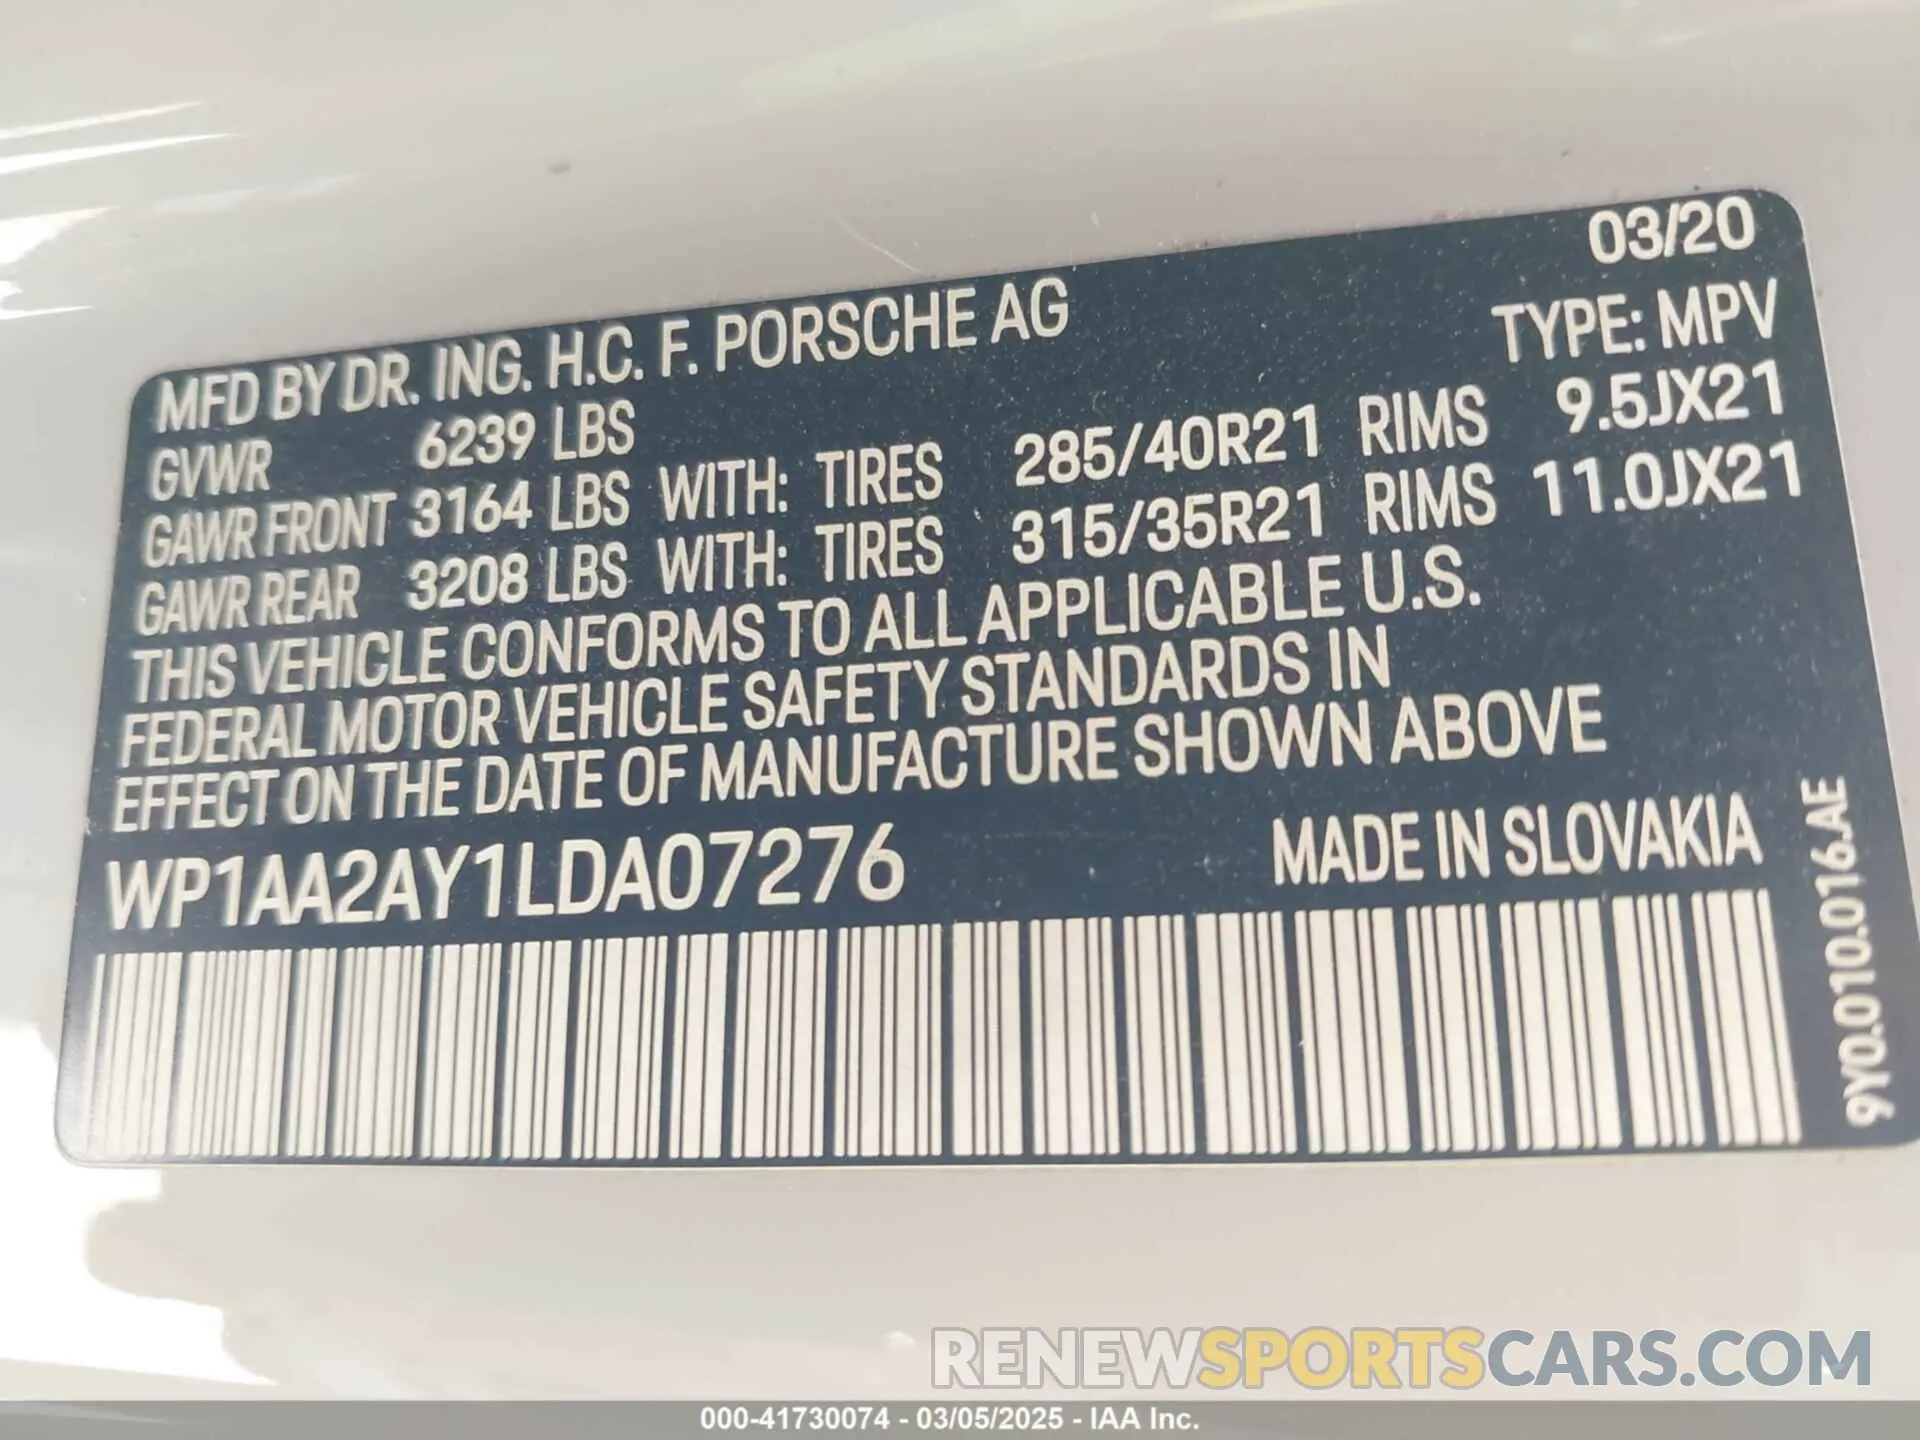 03/20
MFD BY DR. ING. H.C. F. PORSCHE AG TYPE: MPV
GVWR 6239 LBS
GAWR FRONT 3164 LBS WITH: TIRES 285/40R21 RIMS 9.5JX21
GAWR REAR 3208 LBS WITH: TIRES 315/35R21 RIMS 11.0JX21
THIS VEHICLE CONFORMS TO ALL APPLICABLE U.S.
FEDERAL MOTOR VEHICLE SAFETY STANDARDS IN
EFFECT ON THE DATE OF MANUFACTURE SHOWN ABOVE
WP1AA2AY1LDA07276 MADE IN SLOVAKIA
9Y0.010.016.AE
RENEWSPORTSCARS.COM
000-41730074 - 03/05/2025 - IAA Inc.